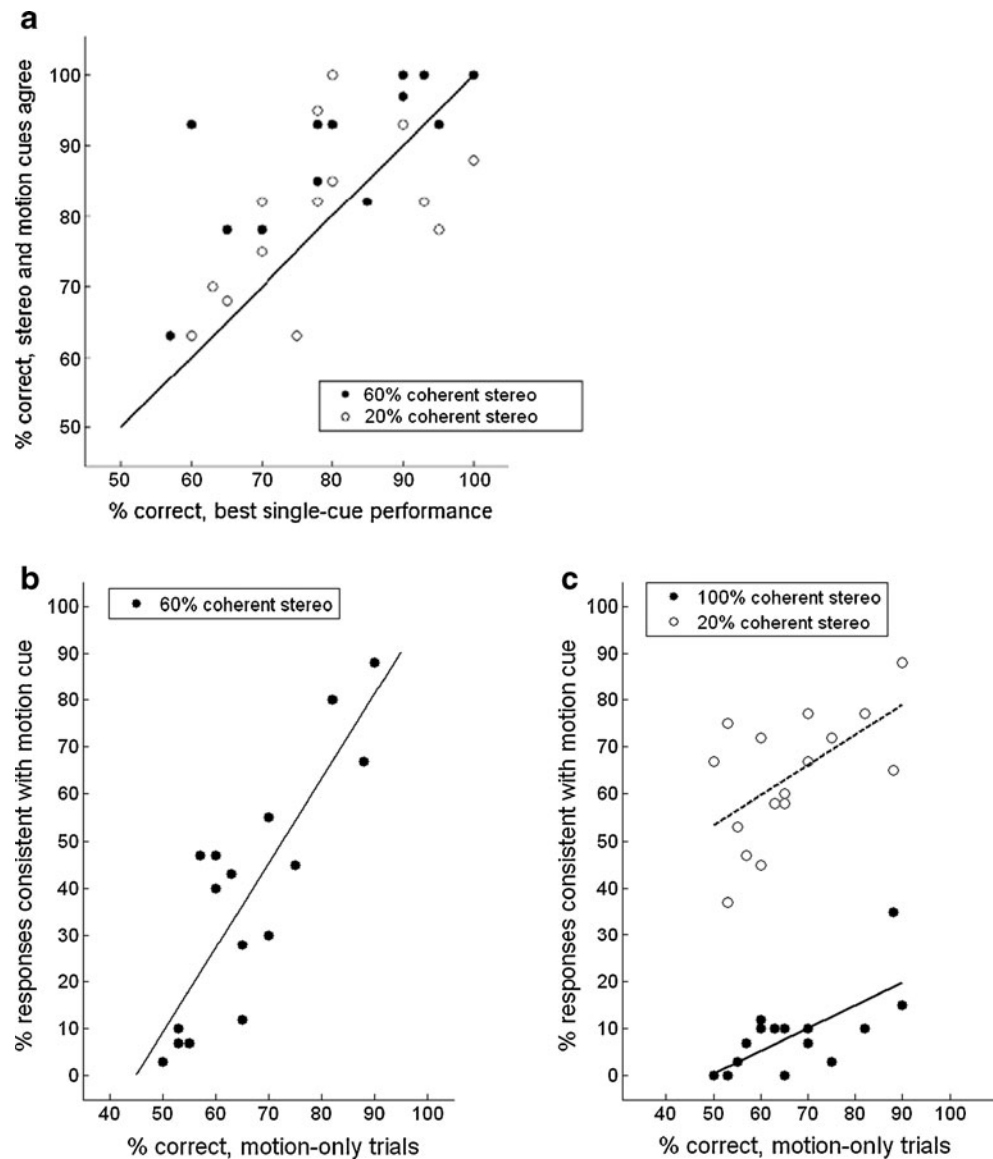 a
% correct, stereo and motion cues agree
100
90
80
70
60
50
60% coherent stereo
20% coherent stereo
50 60 70 80 90 100
% correct, best single-cue performance
b
% responses consistent with motion cue
60% coherent stereo
100
90
80
70
60
50
40
30
20
10
0
40 50 60 70 80 90 100
% correct, motion-only trials
c
% responses consistent with motion cue
100% coherent stereo
20% coherent stereo
100
90
80
70
60
50
40
30
20
10
0
40 50 60 70 80 90 100
% correct, motion-only trials